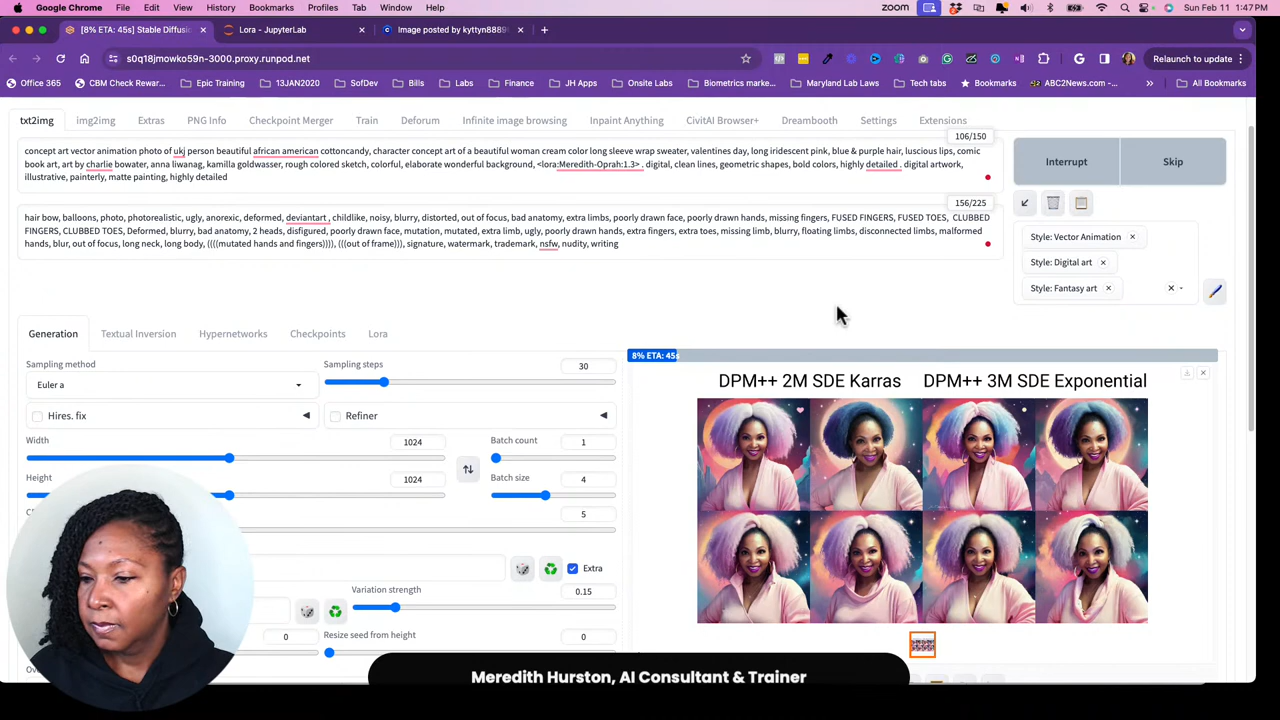 Google Chrome File Edit View History Bookmarks Profiles Tab Window Help zoom Sun Feb 11 1:47 PM
[8% ETA: 45s] Stable Diffusi Lora - JupyterLab Image posted by kyttyn8889
s0q18jmowko59n-3000.proxy.runpod.net Relaunch to update
Office 365 CBM Check Rewar... Epic Training 13JAN2020 SofDev Bills Labs Finance JH Apps Onsite Labs Biometrics marke... Maryland Lab Laws Tech tabs Bookmarks ABC2News.com -... » All Bookmarks
txt2img img2img Extras PNG Info Checkpoint Merger Train Deforum Infinite image browsing Inpaint Anything CivitAI Browser+ Dreambooth Settings Extensions
106/150
concept art vector animation photo of ukj person beautiful african american cottoncandy, character concept art of a beautiful woman cream color long sleeve wrap sweater, valentines day, long iridescent pink, blue & purple hair, luscious lips, comic
book art, art by charlie bowater, anna liwanag, kamilla goldwasser, rough colored sketch, colorful, elaborate wonderful background, <lora:Meredith-Oprah:1.3> . digital, clean lines, geometric shapes, bold colors, highly detailed . digital artwork,
illustrative, painterly, matte painting, highly detailed
Interrupt Skip
156/225
hair bow, balloons, photo, photorealistic, ugly, anorexic, deformed, deviantart , childlike, noisy, blurry, distorted, out of focus, bad anatomy, extra limbs, poorly drawn face, poorly drawn hands, missing fingers, FUSED FINGERS, FUSED TOES, CLUBBED
FINGERS, CLUBBED TOES, Deformed, blurry, bad anatomy, 2 heads, disfigured, poorly drawn face, mutation, mutated, extra limb, ugly, poorly drawn hands, extra fingers, extra toes, missing limb, blurry, floating limbs, disconnected limbs, malformed
hands, blur, out of focus, long neck, long body, ((((mutated hands and fingers)))), (((out of frame))), signature, watermark, trademark, nsfw, nudity, writing
Style: Vector Animation ×
Style: Digital art ×
Style: Fantasy art ×
Generation Textual Inversion Hypernetworks Checkpoints Lora
Sampling method Sampling steps 30
Euler a
Hires. fix Refiner
Width 1024 Batch count 1
Height 1024 Batch size 4
5
Extra
Variation strength 0.15
0 Resize seed from height 0
8% ETA: 45s
DPM++ 2M SDE Karras DPM++ 3M SDE Exponential
Meredith Hurston, AI Consultant & Trainer